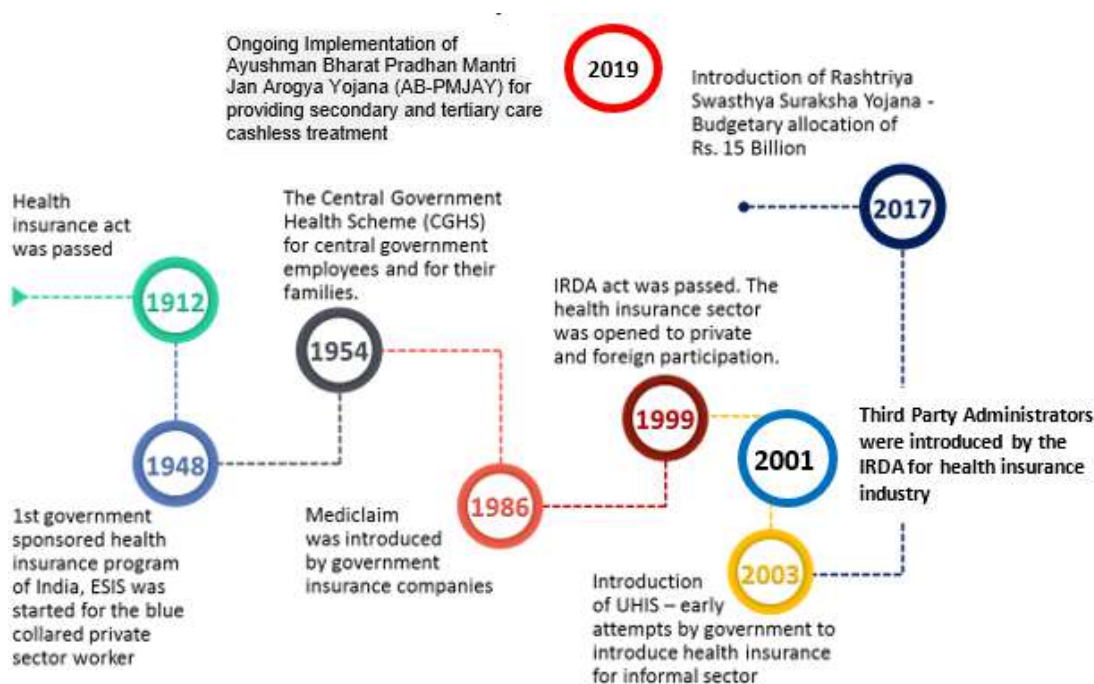 Ongoing Implementation of
Ayushman Bharat Pradhan Mantri
Jan Arogya Yojana (AB-PMJAY) for
providing secondary and tertiary care
cashless treatment
2019
Introduction of Rashtriya
Swasthya Suraksha Yojana -
Budgetary allocation of
Rs. 15 Billion
2017
Health
insurance act
was passed
1912
The Central Government
Health Scheme (CGHS)
for central government
employees and for their
families.
1954
IRDA act was passed. The
health insurance sector
was opened to private
and foreign participation.
1999
1948
1st government
sponsored health
insurance program
of India, ESIS was
started for the blue
collared private
sector worker
Mediclaim
was introduced
by government
insurance companies
1986
2001
Third Party Administrators
were introduced by the
IRDA for health insurance
industry
2003
Introduction
of UHIS – early
attempts by government to
introduce health insurance
for informal sector